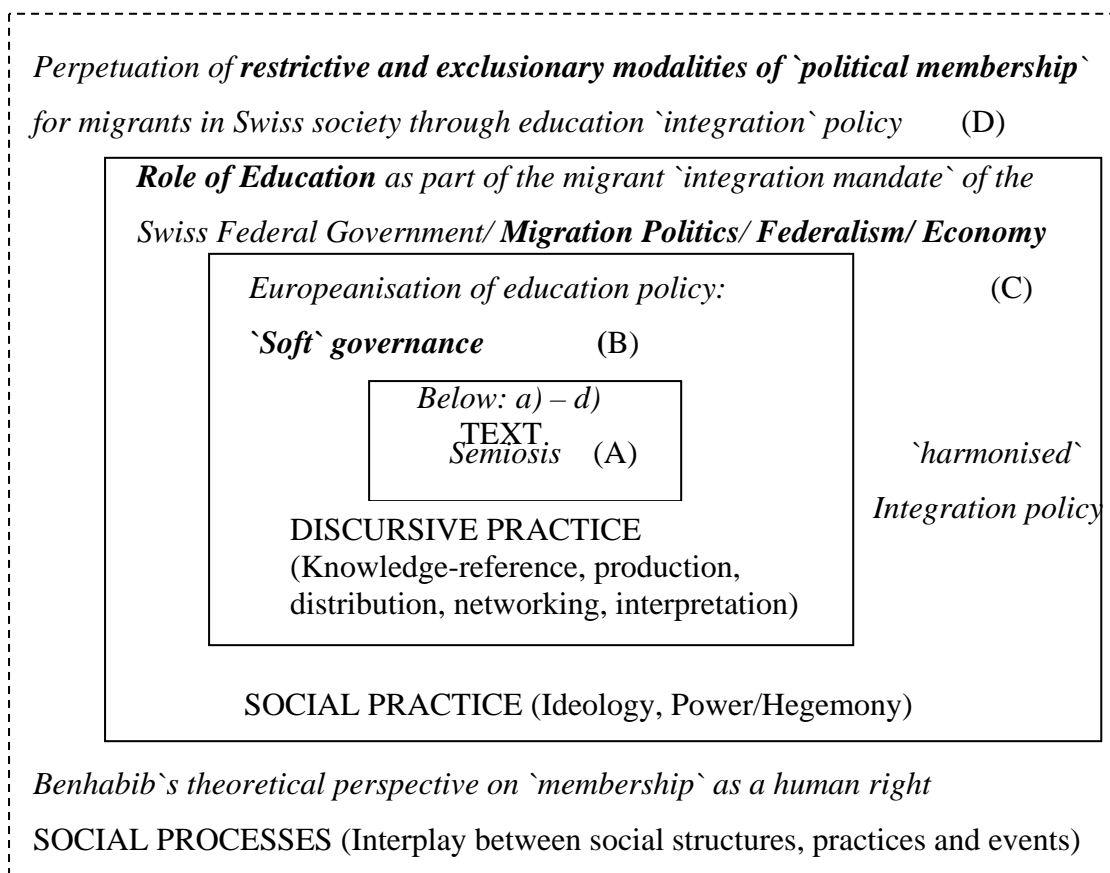 Perpetuation of restrictive and exclusionary modalities of `political membership`
for migrants in Swiss society through education `integration` policy (D)
Role of Education as part of the migrant `integration mandate` of the
Swiss Federal Government/ Migration Politics/ Federalism/ Economy
Europeanisation of education policy: (C)
`Soft` governance (B)
Below: a) – d)
TEXT
Semiosis (A)
`harmonised`
Integration policy
DISCURSIVE PRACTICE
(Knowledge-reference, production,
distribution, networking, interpretation)
SOCIAL PRACTICE (Ideology, Power/Hegemony)
Benhabib`s theoretical perspective on `membership` as a human right
SOCIAL PROCESSES (Interplay between social structures, practices and events)